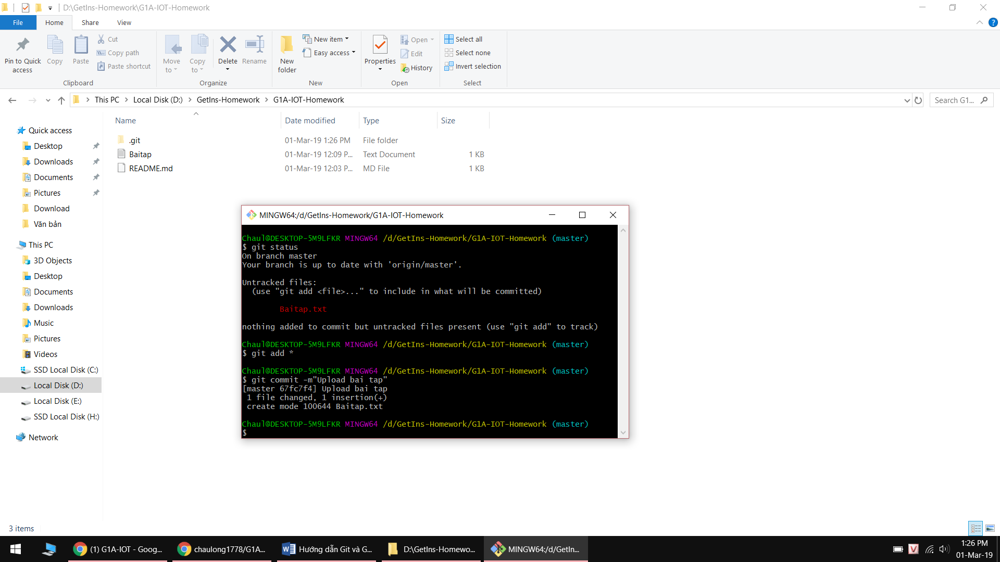 D:\GetIns-Homework\G1A-IOT-Homework
File Home Share View
Pin to Quick access
Copy
Paste
Cut
Copy path
Paste shortcut
Clipboard
Move to
Copy to
Delete
Rename
Organize
New folder
New item
Easy access
New
Properties
Open
Edit
History
Open
Select all
Select none
Invert selection
Select
This PC > Local Disk (D:) > GetIns-Homework > G1A-IOT-Homework
Search G1...
Name Date modified Type Size
.git 01-Mar-19 1:26 PM File folder
Baitap 01-Mar-19 12:09 P... Text Document 1 KB
README.md 01-Mar-19 12:03 P... MD File 1 KB
Quick access
Desktop
Downloads
Documents
Pictures
Download
Văn bản
This PC
3D Objects
Desktop
Documents
Downloads
Music
Pictures
Videos
SSD Local Disk (C:)
Local Disk (D:)
Local Disk (E:)
SSD Local Disk (H:)
Network
MINGW64:/d/GetIns-Homework/G1A-IOT-Homework
Chaul@DESKTOP-5M9LFKR MINGW64 /d/GetIns-Homework/G1A-IOT-Homework (master)
$ git status
On branch master
Your branch is up to date with 'origin/master'.
Untracked files:
(use "git add <file>..." to include in what will be committed)
Baitap.txt
nothing added to commit but untracked files present (use "git add" to track)
Chaul@DESKTOP-5M9LFKR MINGW64 /d/GetIns-Homework/G1A-IOT-Homework (master)
$ git add *
Chaul@DESKTOP-5M9LFKR MINGW64 /d/GetIns-Homework/G1A-IOT-Homework (master)
$ git commit -m"Upload bai tap"
[master 67fc7f4] Upload bai tap
1 file changed, 1 insertion(+)
create mode 100644 Baitap.txt
Chaul@DESKTOP-5M9LFKR MINGW64 /d/GetIns-Homework/G1A-IOT-Homework (master)
$
3 items
(1) G1A-IOT - Goog...
chaulong1778/G1A...
Hướng dẫn Git và G...
D:\GetIns-Homewo...
MINGW64:/d/GetIn...
V
1:26 PM
01-Mar-19